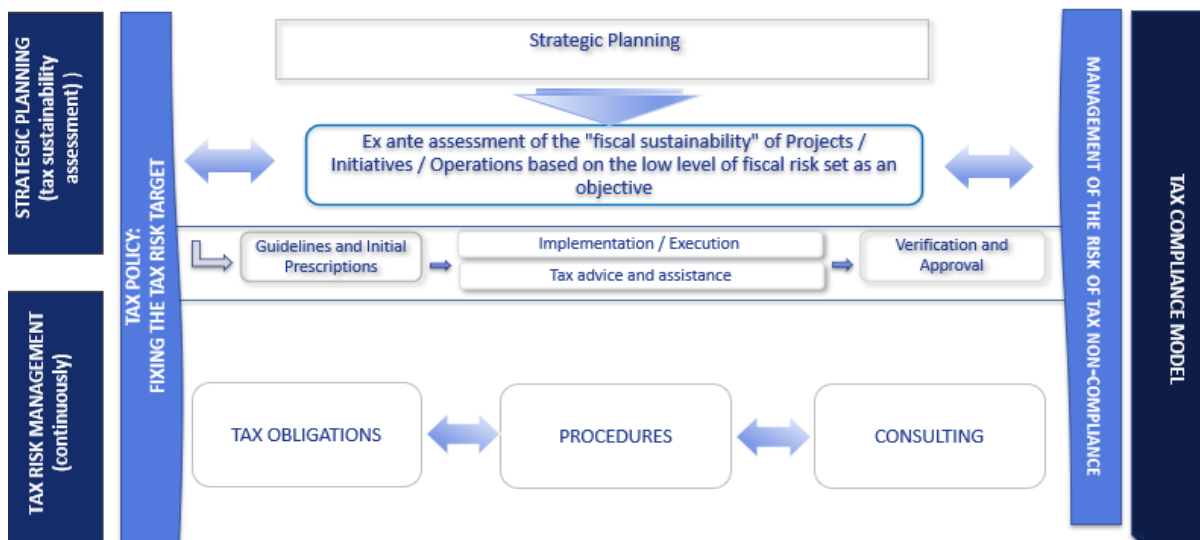 STRATEGIC PLANNING
(tax sustainability
assessment) )
TAX RISK MANAGEMENT
(continuously)
TAX POLICY:
FIXING THE TAX RISK TARGET
Strategic Planning
Ex ante assessment of the "fiscal sustainability" of Projects /
Initiatives / Operations based on the low level of fiscal risk set as an
objective
Guidelines and Initial
Prescriptions
Implementation / Execution
Tax advice and assistance
Verification and
Approval
TAX OBLIGATIONS
PROCEDURES
CONSULTING
MANAGEMENT OF THE RISK OF TAX NON-COMPLIANCE
TAX COMPLIANCE MODEL